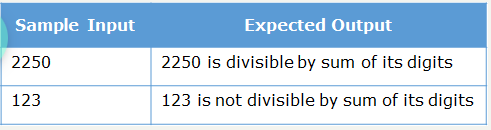 Sample Input Expected Output
2250 2250 is divisible by sum of its digits
123 123 is not divisible by sum of its digits